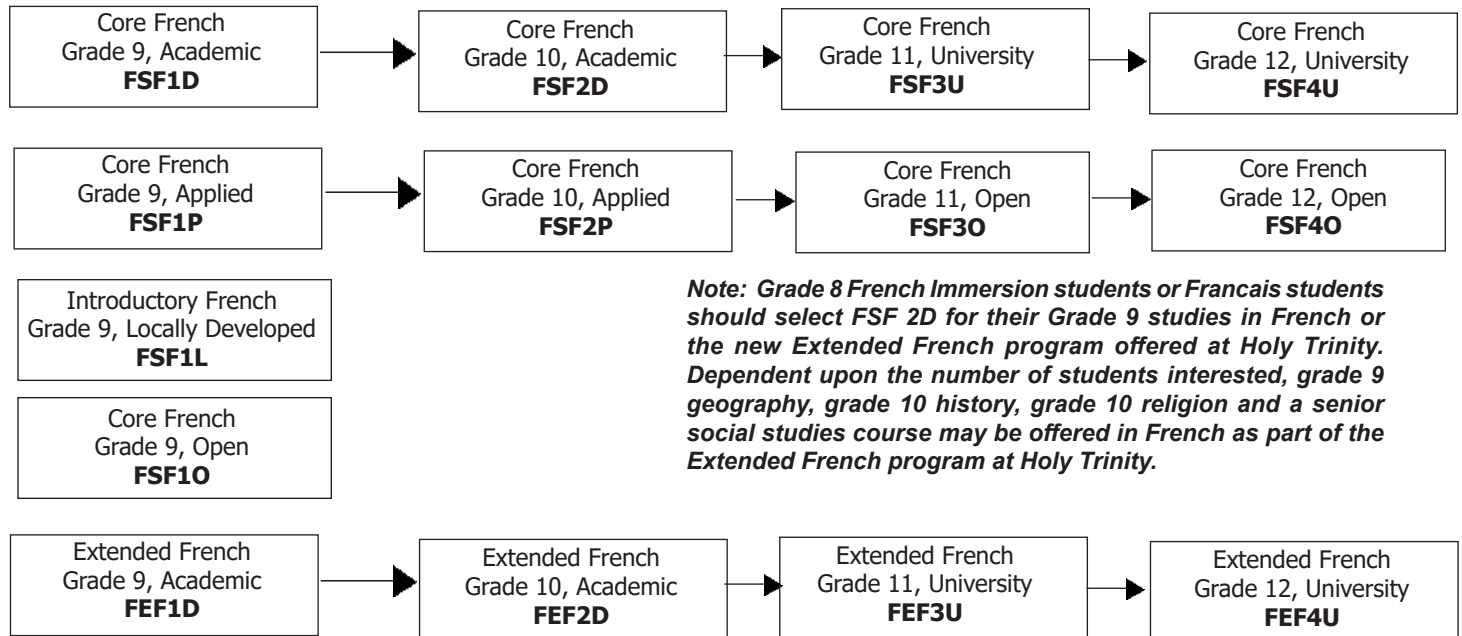 Core French
Grade 9, Academic
FSF1D
Core French
Grade 10, Academic
FSF2D
Core French
Grade 11, University
FSF3U
Core French
Grade 12, University
FSF4U
Core French
Grade 9, Applied
FSF1P
Core French
Grade 10, Applied
FSF2P
Core French
Grade 11, Open
FSF3O
Core French
Grade 12, Open
FSF4O
Introductory French
Grade 9, Locally Developed
FSF1L
Core French
Grade 9, Open
FSF1O
Note: Grade 8 French Immersion students or Francais students
should select FSF 2D for their Grade 9 studies in French or
the new Extended French program offered at Holy Trinity.
Dependent upon the number of students interested, grade 9
geography, grade 10 history, grade 10 religion and a senior
social studies course may be offered in French as part of the
Extended French program at Holy Trinity.
Extended French
Grade 9, Academic
FEF1D
Extended French
Grade 10, Academic
FEF2D
Extended French
Grade 11, University
FEF3U
Extended French
Grade 12, University
FEF4U